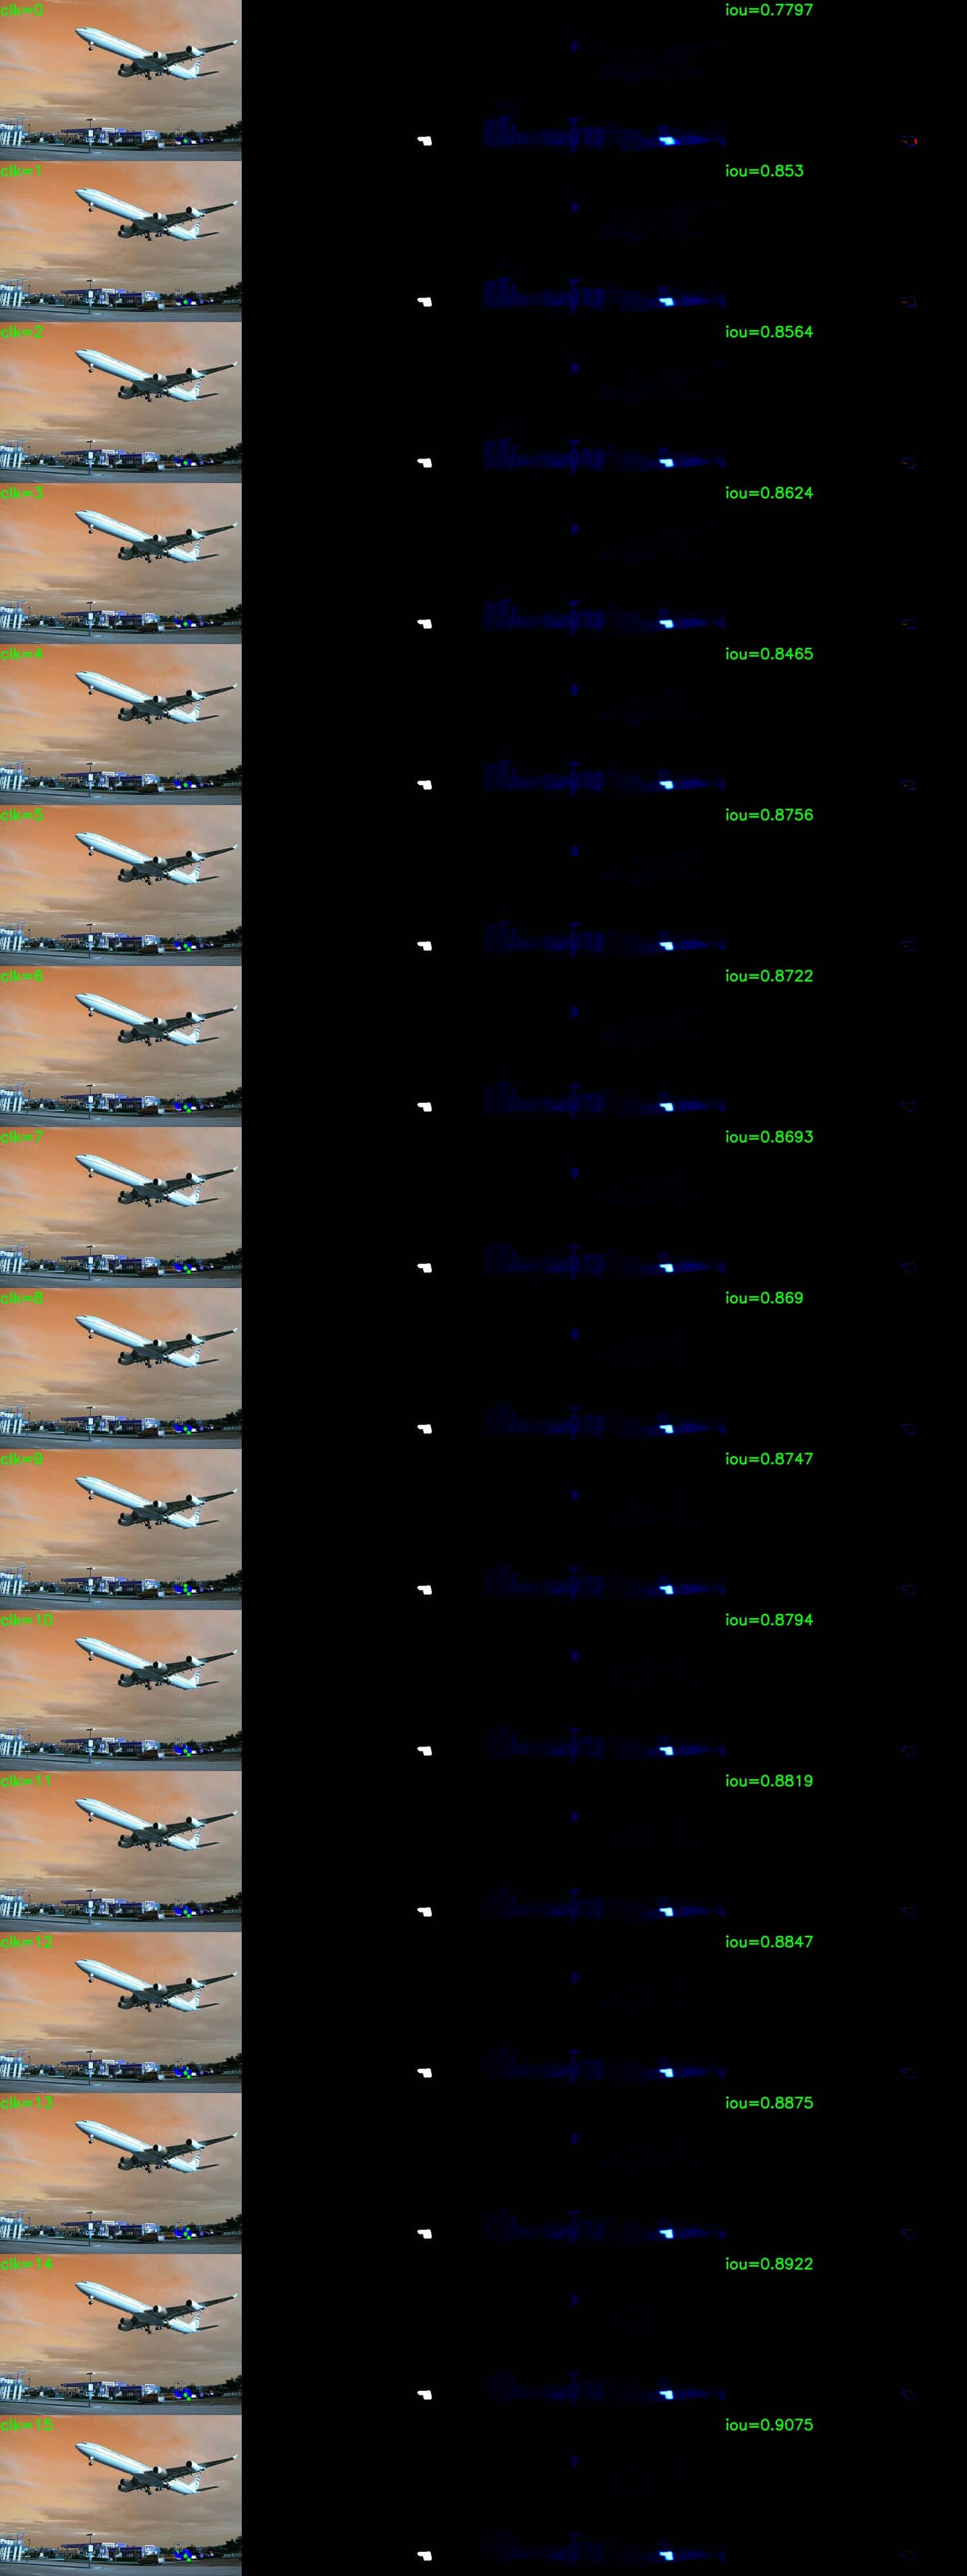 clk=0 iou=0.7797
clk=1 iou=0.853
clk=2 iou=0.8564
clk=3 iou=0.8624
clk=4 iou=0.8465
clk=5 iou=0.8756
clk=6 iou=0.8722
clk=7 iou=0.8693
clk=8 iou=0.869
clk=9 iou=0.8747
clk=10 iou=0.8794
clk=11 iou=0.8819
clk=12 iou=0.8847
clk=13 iou=0.8875
clk=14 iou=0.8922
clk=15 iou=0.9075